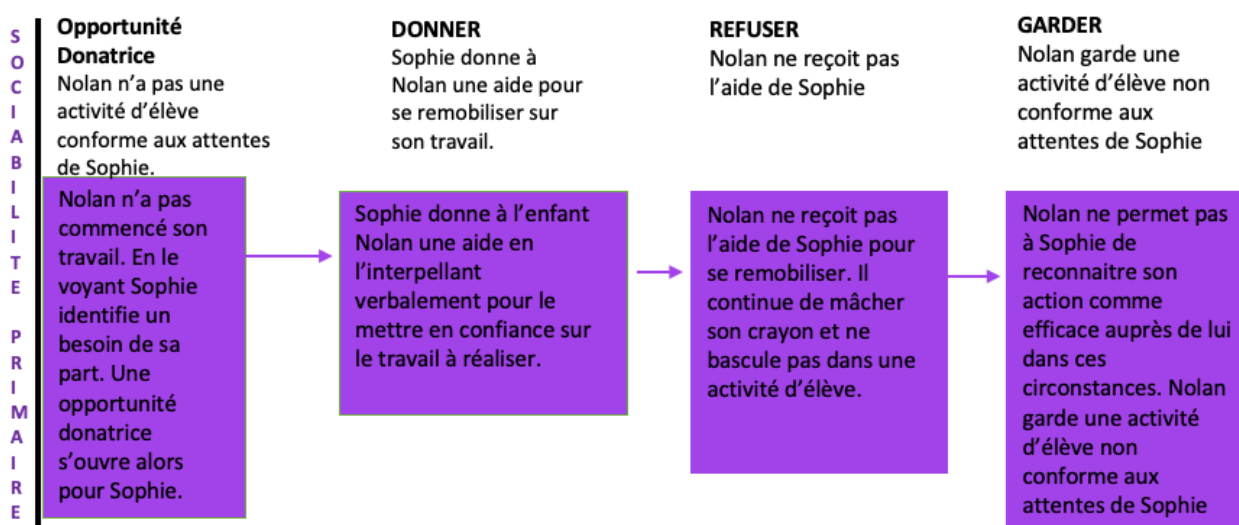 SOCIABILITE PRIMAIRE
Opportunité
Donatrice
Nolan n'a pas une
activité d'élève
conforme aux attentes
de Sophie.
Nolan n'a pas
commencé son
travail. En le
voyant Sophie
identifie un
besoin de sa
part. Une
opportunité
donatrice
s'ouvre alors
pour Sophie.
DONNER
Sophie donne à
Nolan une aide pour
se remobiliser sur
son travail.
Sophie donne à l'enfant
Nolan une aide en
l'interpellant
verbalement pour le
mettre en confiance sur
le travail à réaliser.
REFUSER
Nolan ne reçoit pas
l'aide de Sophie
Nolan ne reçoit pas
l'aide de Sophie pour
se remobiliser. Il
continue de mâcher
son crayon et ne
bascule pas dans une
activité d'élève.
GARDER
Nolan garde une
activité d'élève non
conforme aux
attentes de Sophie
Nolan ne permet pas
à Sophie de
reconnaitre son
action comme
efficace auprès de lui
dans ces
circonstances. Nolan
garde une activité
d'élève non
conforme aux
attentes de Sophie